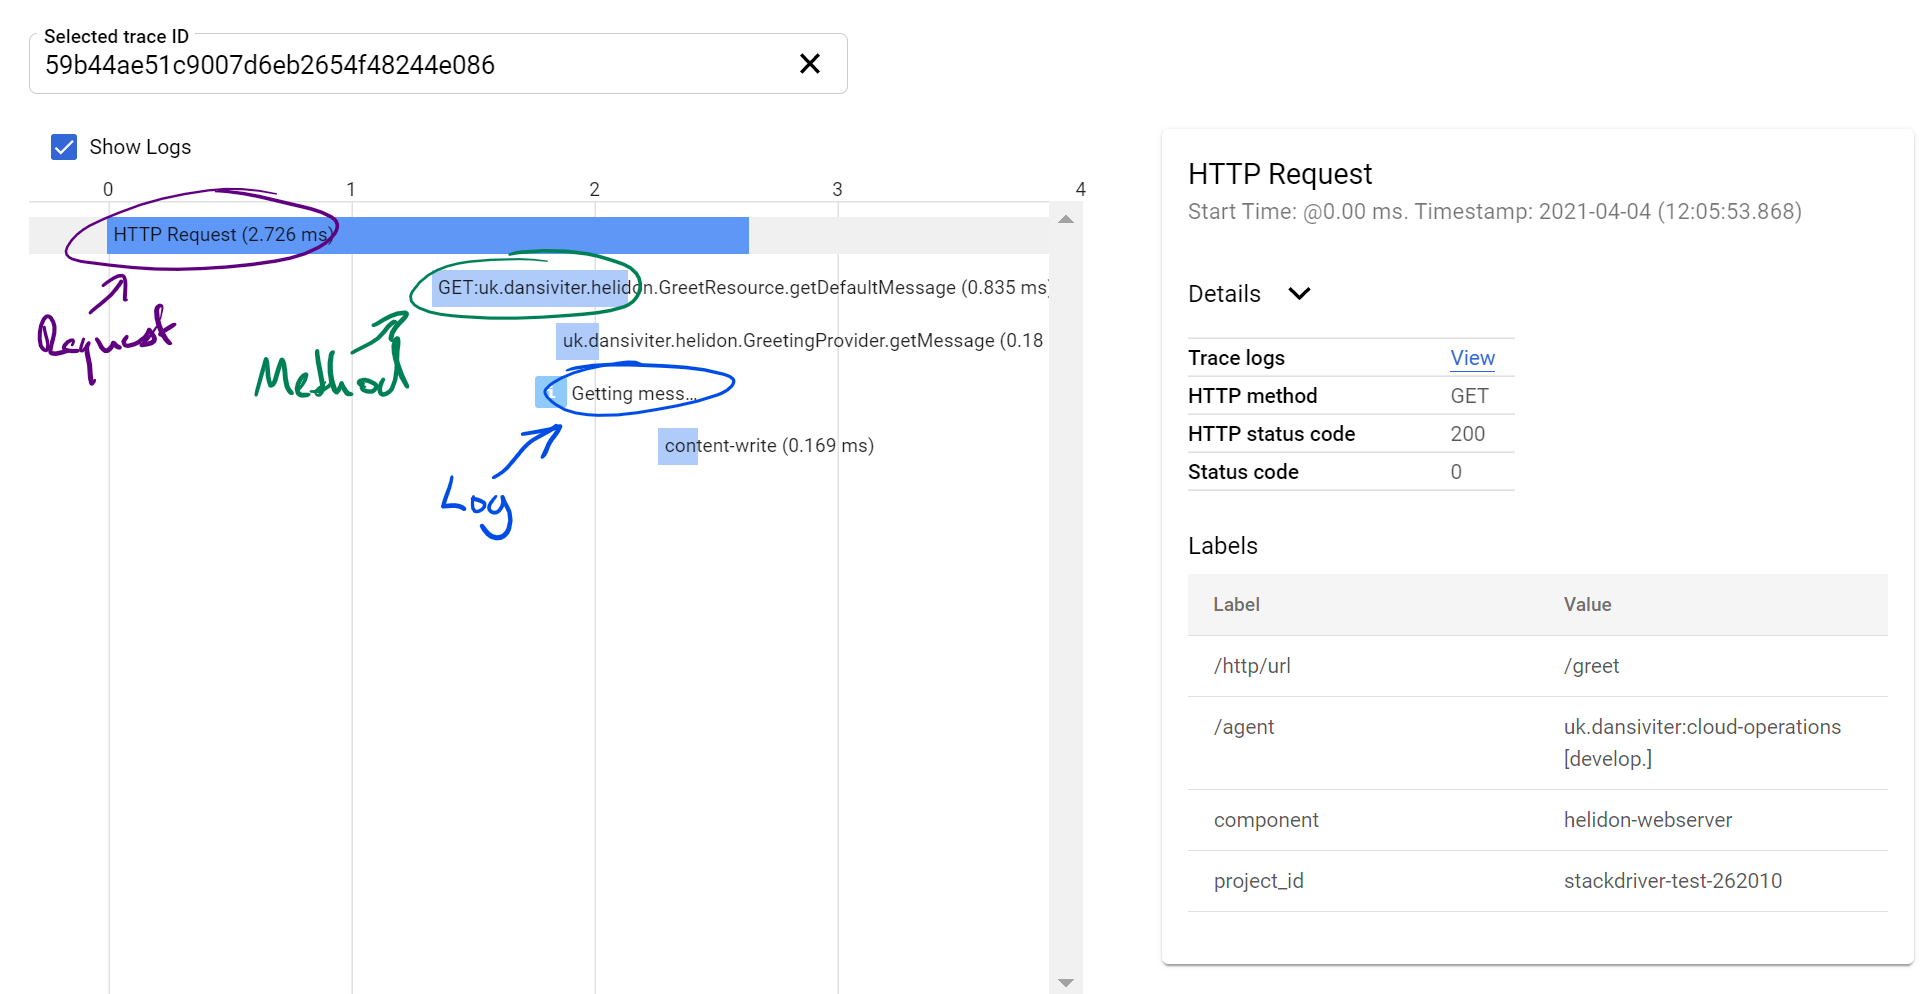 Selected trace ID
59b44ae51c9007d6eb2654f48244e086
Show Logs
0 1 2 3 4
HTTP Request (2.726 ms)
GET:uk.dansiviter.helidon.GreetResource.getDefaultMessage (0.835 ms)
Request
uk.dansiviter.helidon.GreetingProvider.getMessage (0.18
Method
Getting mess...
content-write (0.169 ms)
Log
HTTP Request
Start Time: @0.00 ms. Timestamp: 2021-04-04 (12:05:53.868)
Details
Trace logs View
HTTP method GET
HTTP status code 200
Status code 0
Labels
Label Value
/http/url /greet
/agent uk.dansiviter:cloud-operations
[develop.]
component helidon-webserver
project_id stackdriver-test-262010